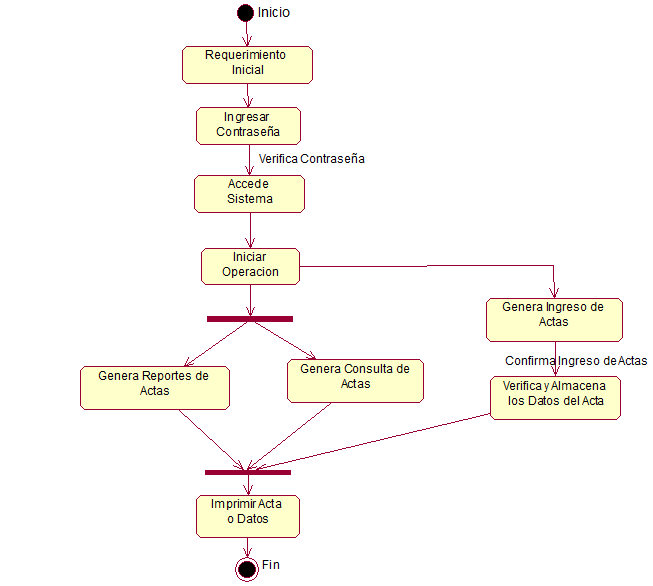 Inicio
Requerimiento
Inicial
Ingresar
Contraseña
Verifica Contraseña
Accede
Sistema
Iniciar
Operacion
Genera Ingreso de
Actas
Confirma Ingreso de Actas
Genera Reportes de
Actas
Genera Consulta de
Actas
Verifica y Almacena
los Datos del Acta
Imprimir Acta
o Datos
Fin